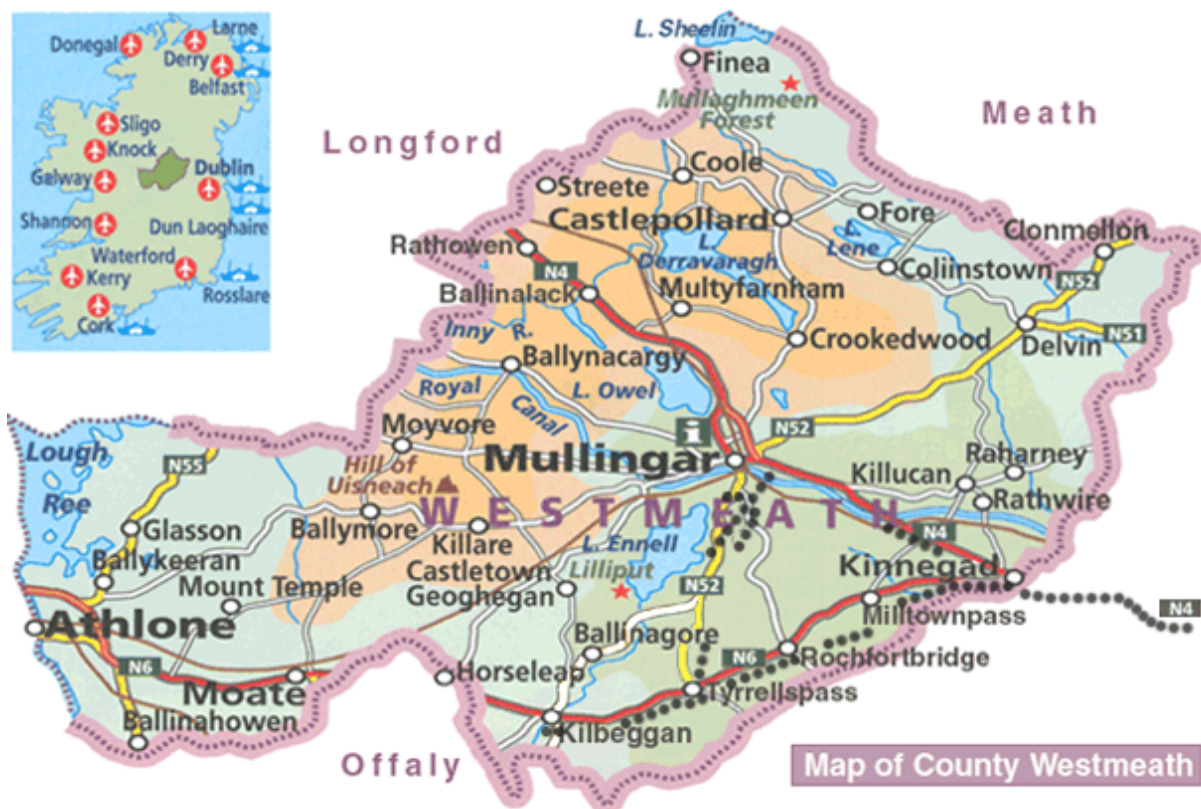 Larne
Donegal
Derry
Belfast
Sligo
Knock
Galway
Dublin
Shannon
Dun Laoghaire
Waterford
Kerry
Rosslare
Cork
L. Sheelin
Finea
Mullaghmeen
Forest
Meath
Longford
Coole
Streete
Castlepollard
Fore
L.
Lene
Clonmellon
Rathowen
L.
Derravaragh
Coliinstown
N4
N52
Ballinalack
Multyfarnham
Inny R.
Crookedwood
N51
Delvin
Ballynacargy
Royal
Canal
L. Owel
Moyvore
i
N52
Lough
Ree
N55
Hill of
Uisneach
Mullingar
Killucan
Raharney
Rathwire
WESTMEATH
Glasson
Ballymore
Killare
L. Ennell
N4
Ballykeeran
Mount Temple
Castletown
Geoghegan
Lilliput
N52
Kinnegad
Milltownpass
N4
Athlone
Ballinagore
N6
Moate
Horseleap
N6
Rochfortbridge
Tyrrellspass
Ballinahowen
Kilbeggan
Offaly
Map of County Westmeath